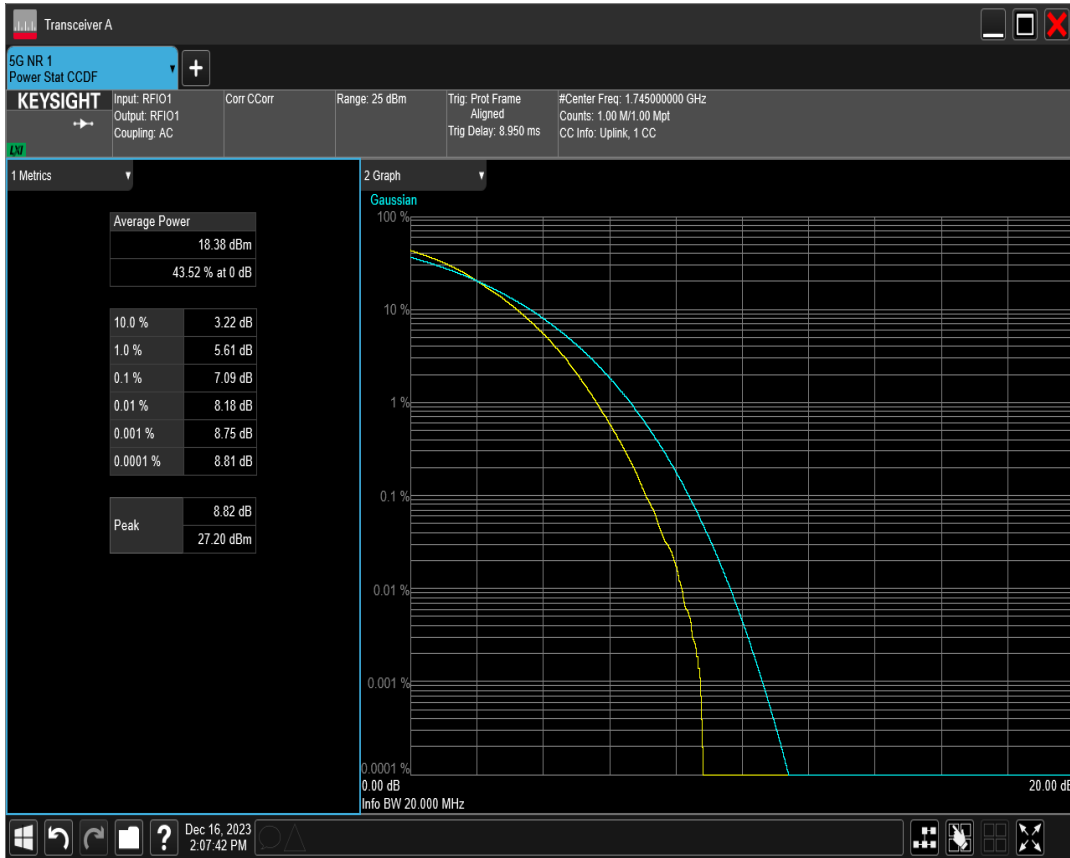 Transceiver A
5G NR 1
Power Stat CCDF
KEYSIGHT
Input: RFIO1
Output: RFIO1
Coupling: AC
Corr CCorr
Range: 25 dBm
Trig: Prot Frame
Aligned
Trig Delay: 8.950 ms
#Center Freq: 1.745000000 GHz
Counts: 1.00 M/1.00 Mpt
CC Info: Uplink, 1 CC
LXI
1 Metrics
Average Power
18.38 dBm
43.52 % at 0 dB
10.0 % 3.22 dB
1.0 % 5.61 dB
0.1 % 7.09 dB
0.01 % 8.18 dB
0.001 % 8.75 dB
0.0001 % 8.81 dB
Peak
8.82 dB
27.20 dBm
2 Graph
Gaussian
100 %
10 %
1 %
0.1 %
0.01 %
0.001 %
0.0001 %
0.00 dB 20.00 dB
Info BW 20.000 MHz
? Dec 16, 2023
2:07:42 PM